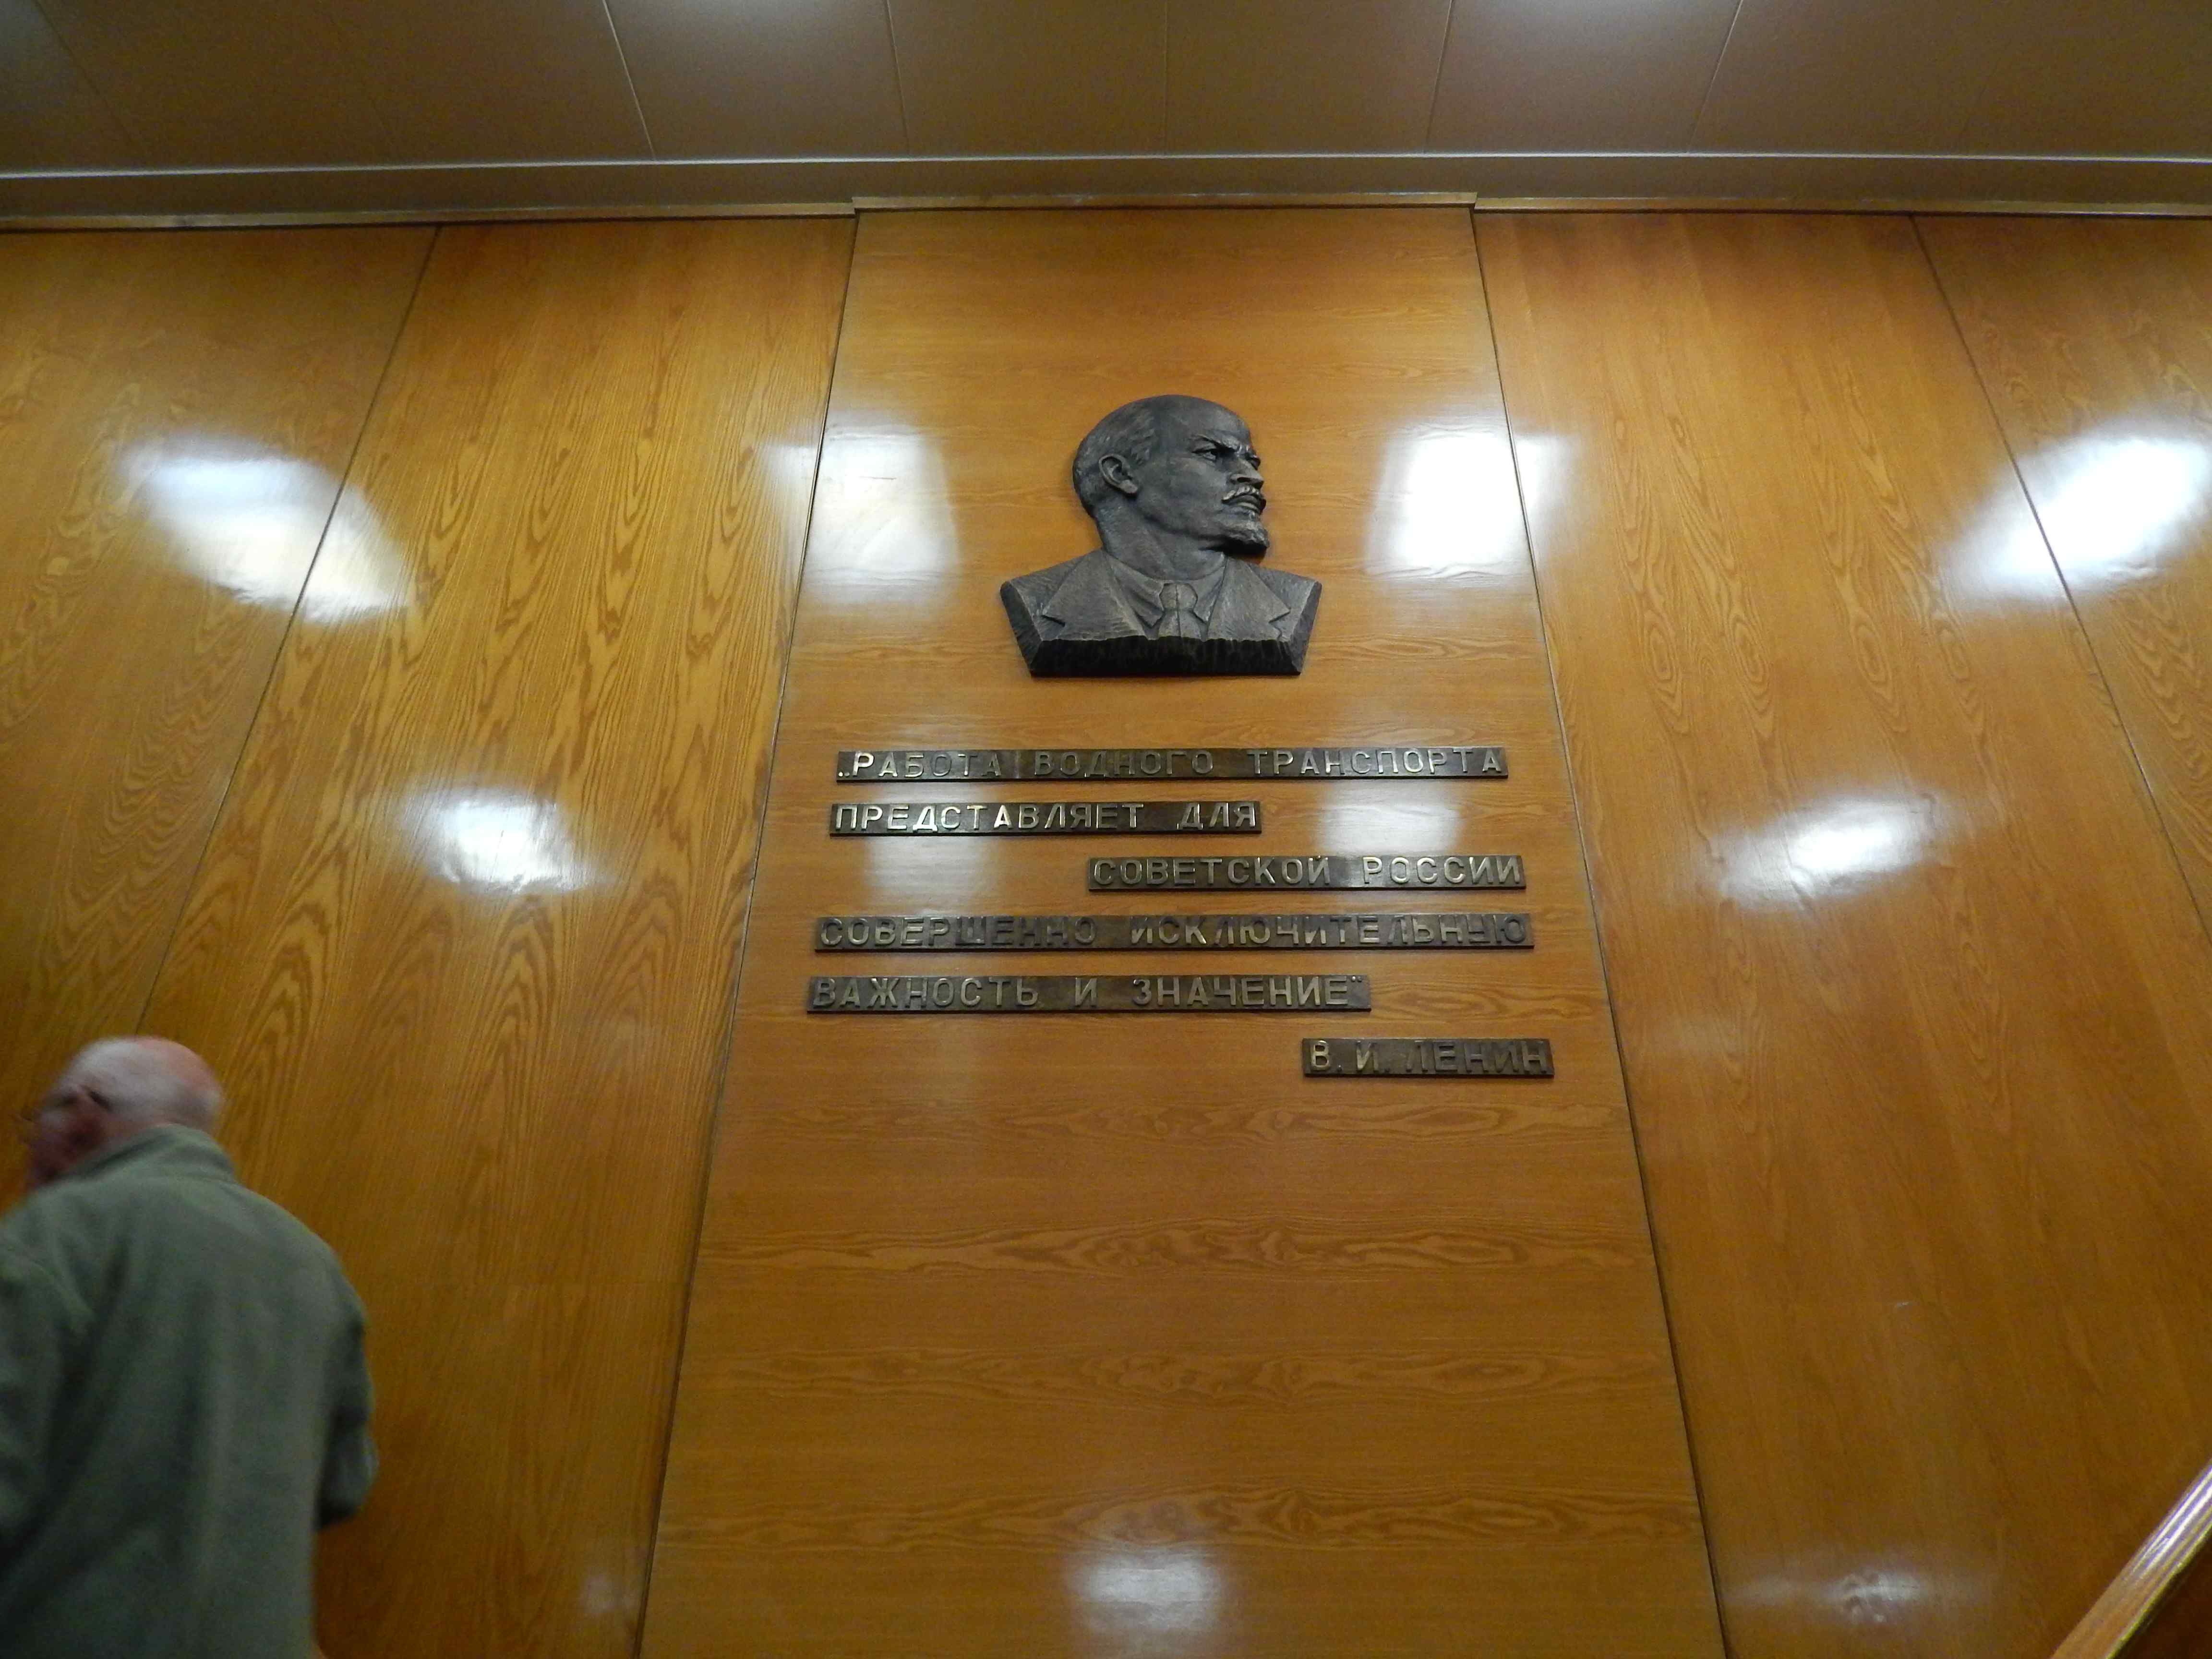 „РАБОТА ВОДНОГО ТРАНСПОРТА
ПРЕДСТАВЛЯЕТ ДЛЯ
СОВЕТСКОЙ РОССИИ
СОВЕРШЕННО ИСКЛЮЧИТЕЛЬНУЮ
ВАЖНОСТЬ И ЗНАЧЕНИЕ"
В. И. ЛЕНИН